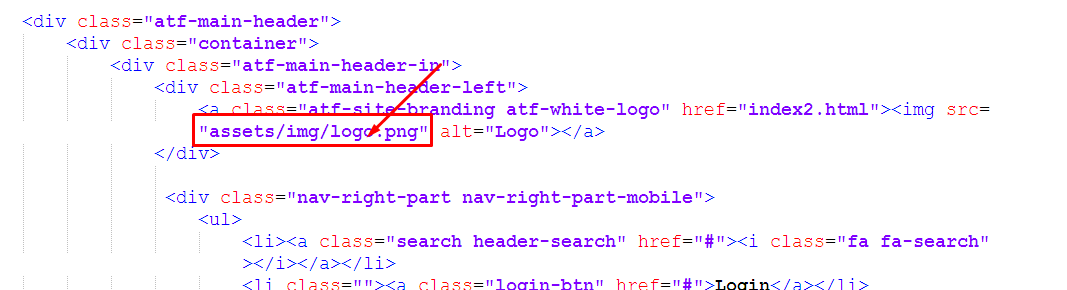 <div class="atf-main-header">
<div class="container">
<div class="atf-main-header-in">
<div class="atf-main-header-left">
<a class="atf-site-branding atf-white-logo" href="index2.html"><img src=
"assets/img/logo.png" alt="Logo"></a>
</div>
<div class="nav-right-part nav-right-part-mobile">
<ul>
<li><a class="search header-search" href="#"><i class="fa fa-search"
></i></a></li>
<li class=""><a class="login-btn" href="#">Login</a></li>